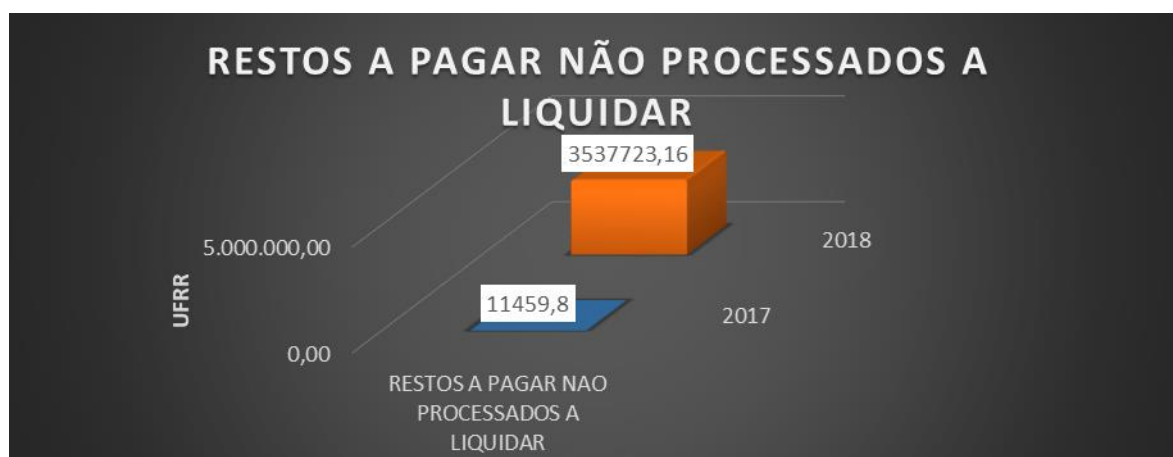 RESTOS A PAGAR NÃO PROCESSADOS A
LIQUIDAR
3537723,16
5.000.000,00
2018
UFRR
11459,8
2017
0,00
RESTOS A PAGAR NAO
PROCESSADOS A
LIQUIDAR